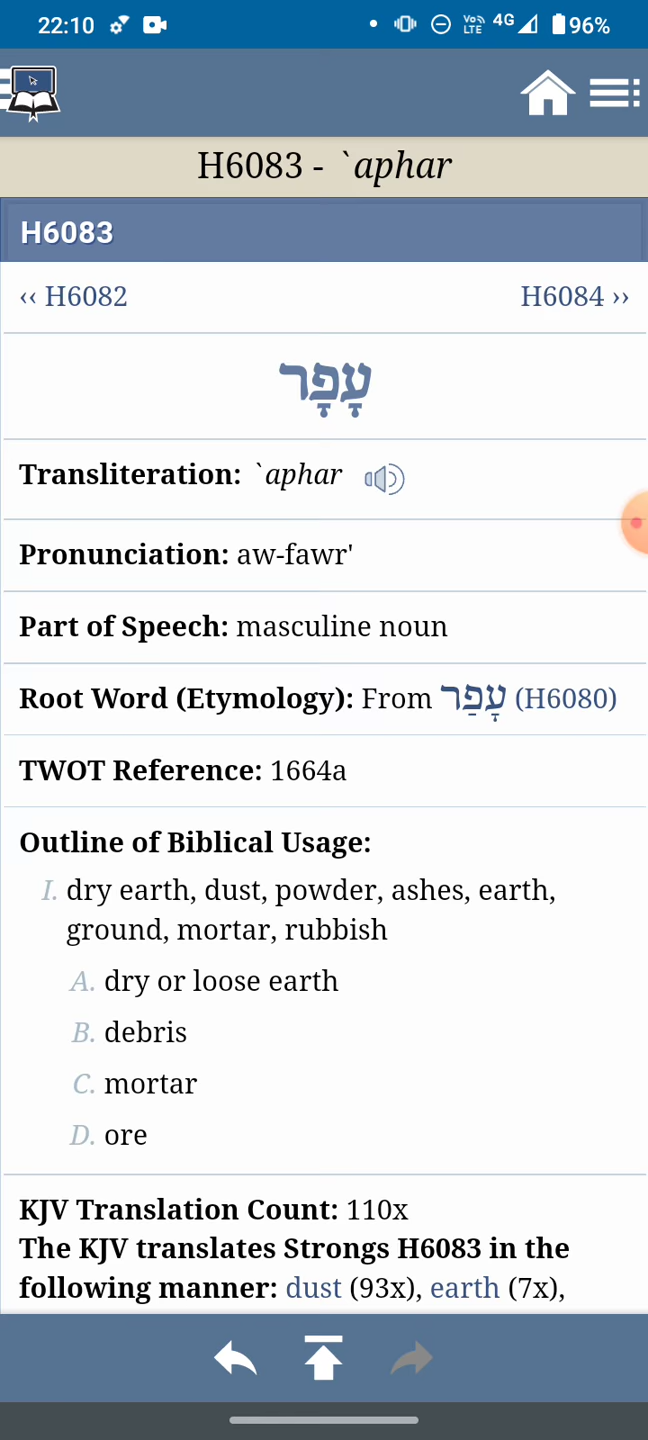 22:10 Vo LTE 4G 96%
H6083 - `aphar
H6083
‹‹ H6082 H6084 ››
עָפָר
Transliteration: `aphar
Pronunciation: aw-fawr'
Part of Speech: masculine noun
Root Word (Etymology): From עָפַר (H6080)
TWOT Reference: 1664a
Outline of Biblical Usage:
I. dry earth, dust, powder, ashes, earth,
ground, mortar, rubbish
A. dry or loose earth
B. debris
C. mortar
D. ore
KJV Translation Count: 110x
The KJV translates Strongs H6083 in the
following manner: dust (93x), earth (7x),